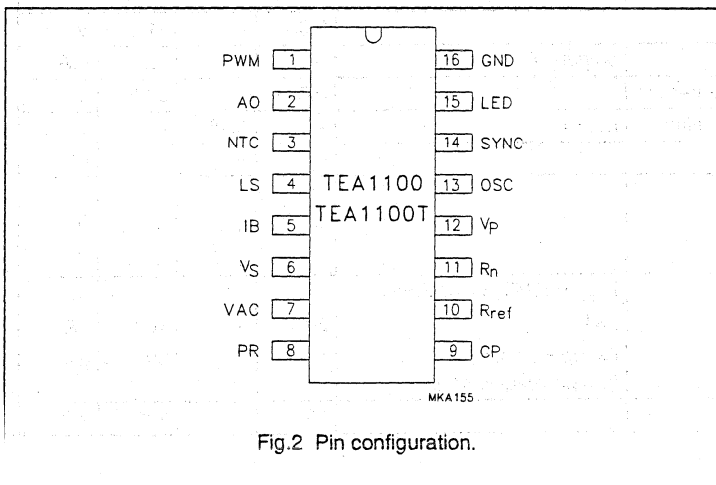 PWM 1 16 GND
AO 2 15 LED
NTC 3 14 SYNC
LS 4 TEA1100 13 OSC
TEA1100T
IB 5 12 VP
VS 6 11 Rn
VAC 7 10 Rref
PR 8 9 CP
MKA155
Fig.2 Pin configuration.